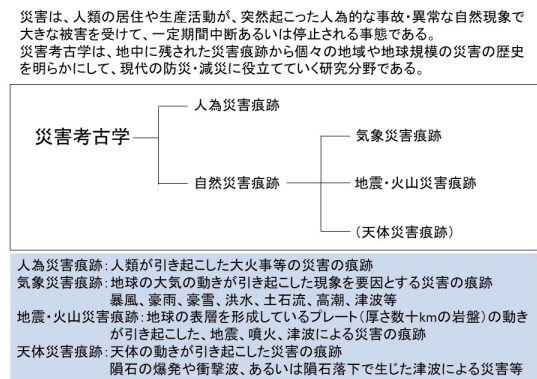 災害は、人類の居住や生産活動が、突然起こった人為的な事故・異常な自然現象で
大きな被害を受けて、一定期間中断あるいは停止される事態である。
災害考古学は、地中に残された災害痕跡から個々の地域や地球規模の災害の歴史
を明らかにして、現代の防災・減災に役立てていく研究分野である。
人為災害痕跡
災害考古学
気象災害痕跡
自然災害痕跡
地震・火山災害痕跡
（天体災害痕跡）
人為災害痕跡：人類が引き起こした大火事等の災害の痕跡
気象災害痕跡：地球の大気の動きが引き起こした現象を要因とする災害の痕跡
暴風、豪雨、豪雪、洪水、土石流、高潮、津波等
地震・火山災害痕跡：地球の表層を形成しているプレート（厚さ数十kmの岩盤）の動き
が引き起こした、地震、噴火、津波による災害の痕跡
天体災害痕跡：天体の動きが引き起こした災害の痕跡
隕石の爆発や衝撃波、あるいは隕石落下で生じた津波による災害等